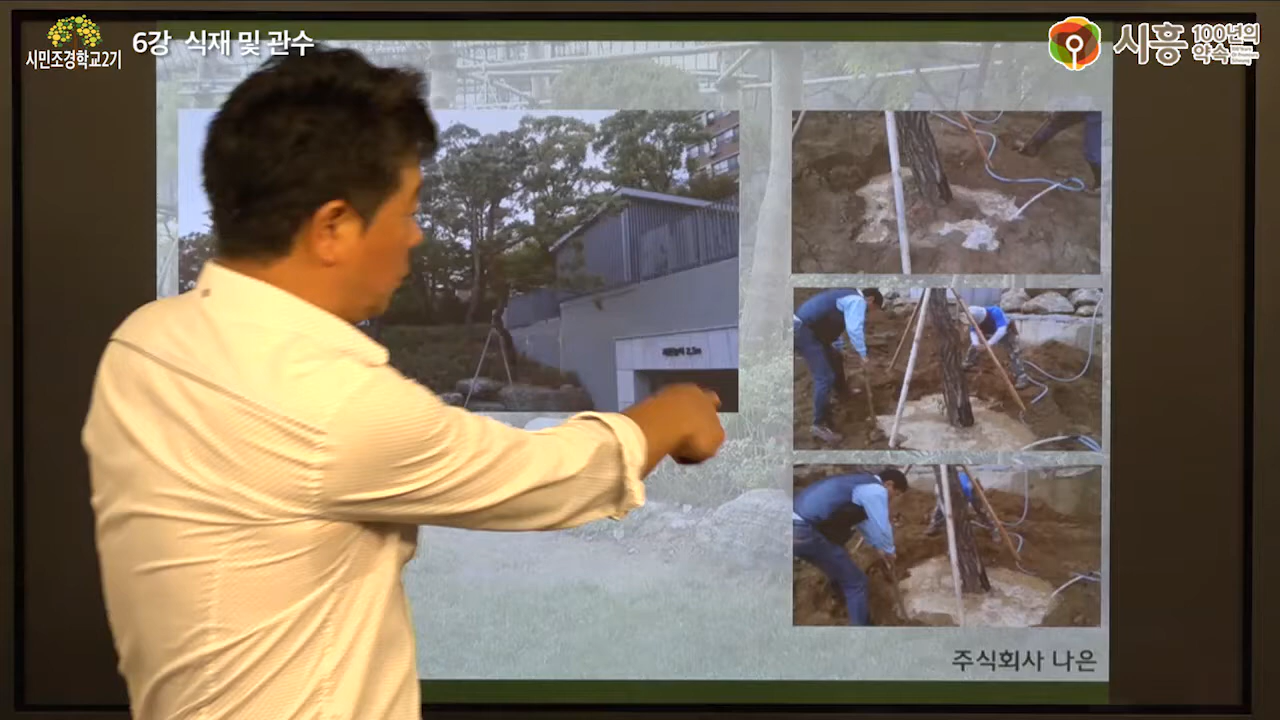 시민조경학교2기
6강 식재 및 관수
시흥
100년의
약속
주식회사 나은